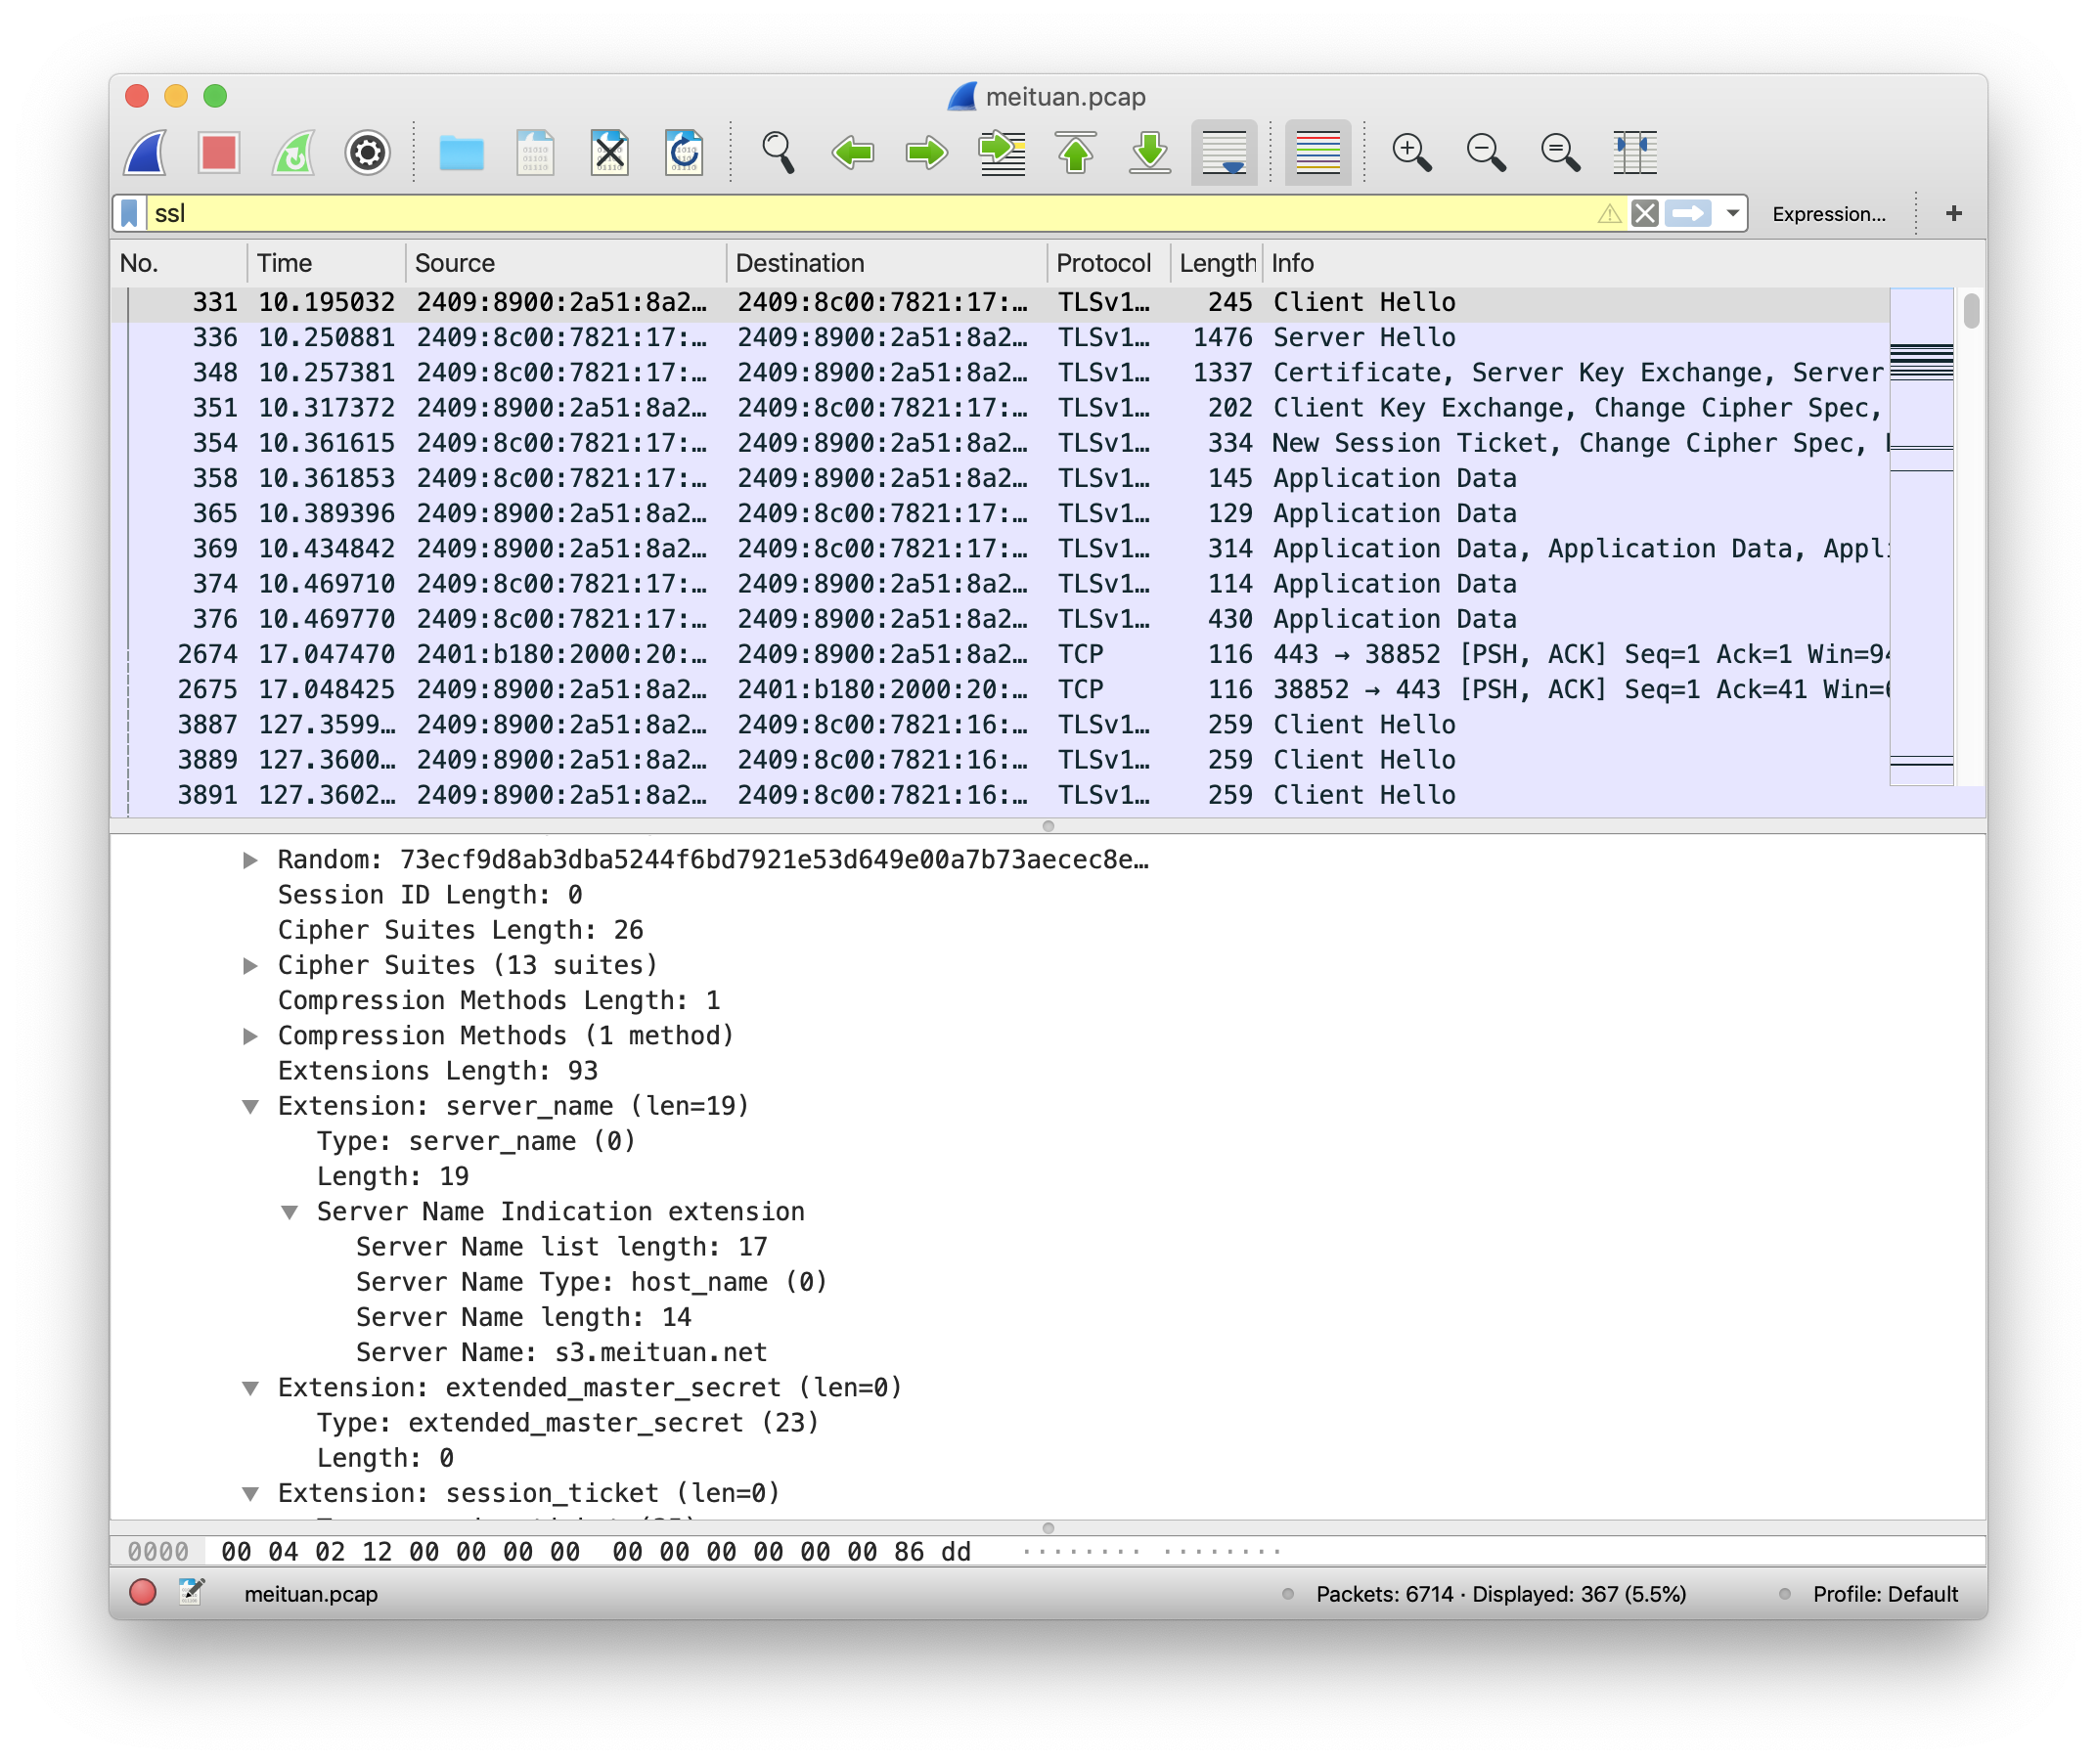 meituan.pcap
ssl
Expression... +
No. Time Source Destination Protocol Length Info
331 10.195032 2409:8900:2a51:8a2… 2409:8c00:7821:17:… TLSv1… 245 Client Hello
336 10.250881 2409:8c00:7821:17:… 2409:8900:2a51:8a2… TLSv1… 1476 Server Hello
348 10.257381 2409:8c00:7821:17:… 2409:8900:2a51:8a2… TLSv1… 1337 Certificate, Server Key Exchange, Server
351 10.317372 2409:8900:2a51:8a2… 2409:8c00:7821:17:… TLSv1… 202 Client Key Exchange, Change Cipher Spec,
354 10.361615 2409:8c00:7821:17:… 2409:8900:2a51:8a2… TLSv1… 334 New Session Ticket, Change Cipher Spec,
358 10.361853 2409:8c00:7821:17:… 2409:8900:2a51:8a2… TLSv1… 145 Application Data
365 10.389396 2409:8900:2a51:8a2… 2409:8c00:7821:17:… TLSv1… 129 Application Data
369 10.434842 2409:8900:2a51:8a2… 2409:8c00:7821:17:… TLSv1… 314 Application Data, Application Data, Appl
374 10.469710 2409:8c00:7821:17:… 2409:8900:2a51:8a2… TLSv1… 114 Application Data
376 10.469770 2409:8c00:7821:17:… 2409:8900:2a51:8a2… TLSv1… 430 Application Data
2674 17.047470 2401:b180:2000:20:… 2409:8900:2a51:8a2… TCP 116 443 → 38852 [PSH, ACK] Seq=1 Ack=1 Win=94
2675 17.048425 2409:8900:2a51:8a2… 2401:b180:2000:20:… TCP 116 38852 → 443 [PSH, ACK] Seq=1 Ack=41 Win=
3887 127.3599… 2409:8900:2a51:8a2… 2409:8c00:7821:16:… TLSv1… 259 Client Hello
3889 127.3600… 2409:8900:2a51:8a2… 2409:8c00:7821:16:… TLSv1… 259 Client Hello
3891 127.3602… 2409:8900:2a51:8a2… 2409:8c00:7821:16:… TLSv1… 259 Client Hello
Random: 73ecf9d8ab3dba5244f6bd7921e53d649e00a7b73aecec8e…
Session ID Length: 0
Cipher Suites Length: 26
Cipher Suites (13 suites)
Compression Methods Length: 1
Compression Methods (1 method)
Extensions Length: 93
Extension: server_name (len=19)
Type: server_name (0)
Length: 19
Server Name Indication extension
Server Name list length: 17
Server Name Type: host_name (0)
Server Name length: 14
Server Name: s3.meituan.net
Extension: extended_master_secret (len=0)
Type: extended_master_secret (23)
Length: 0
Extension: session_ticket (len=0)
0000 00 04 02 12 00 00 00 00 00 00 00 00 00 00 86 dd ········ ········
meituan.pcap Packets: 6714 · Displayed: 367 (5.5%) Profile: Default